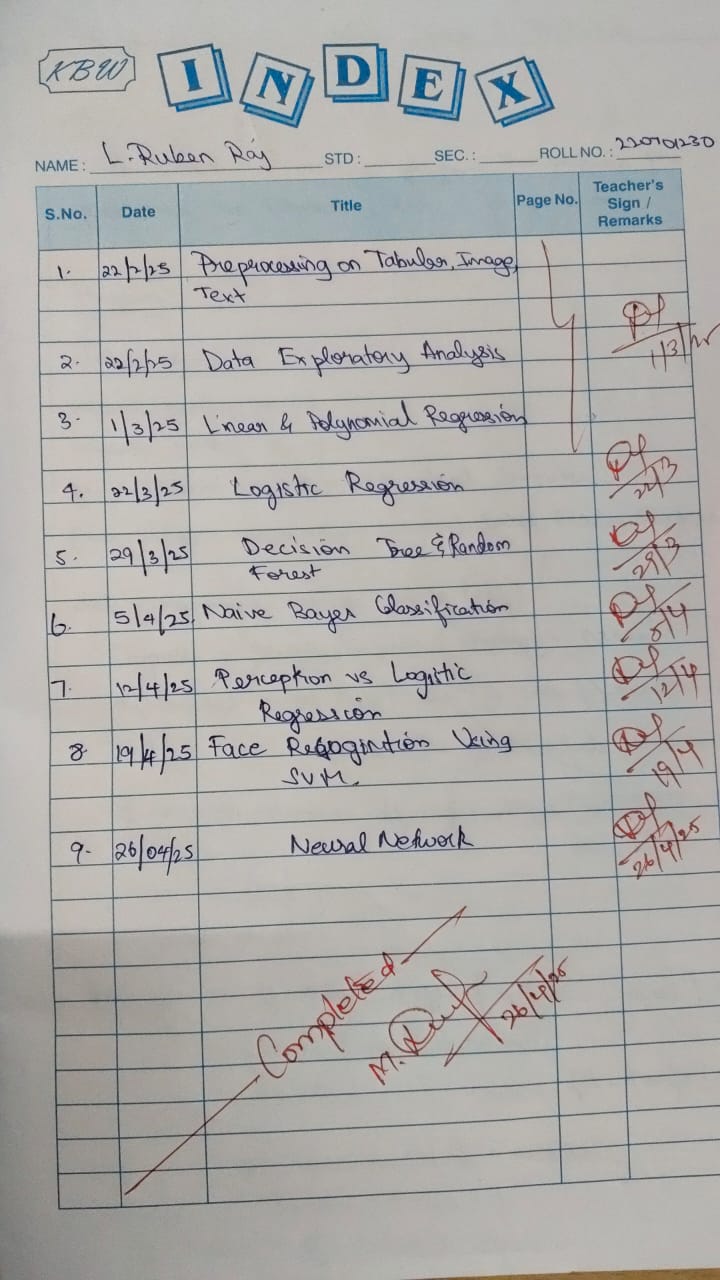 KBW INDEX
NAME: L. Ruben Raj STD: SEC.: ROLL NO.: 220701230
S.No. Date Title Page No. Teacher's Sign / Remarks
1. 22/2/25 Preprocessing on Tabular, Image,
Text
2. 22/2/25 Data Exploratory Analysis
1/3/25
3. 1/3/25 Linear & Polynomial Regression
4. 22/3/25 Logistic Regression 22/3
5. 29/3/25 Decision Tree & Random 29/3
Forest
6. 5/4/25 Naive Bayes Classification 5/4
7. 12/4/25 Perception vs Logistic 12/4
Regression
8 19/4/25 Face Recogintion Using 19/4
SVM.
9. 26/04/25 Neural Network 26/4/25
Completed
M. 26/4/25